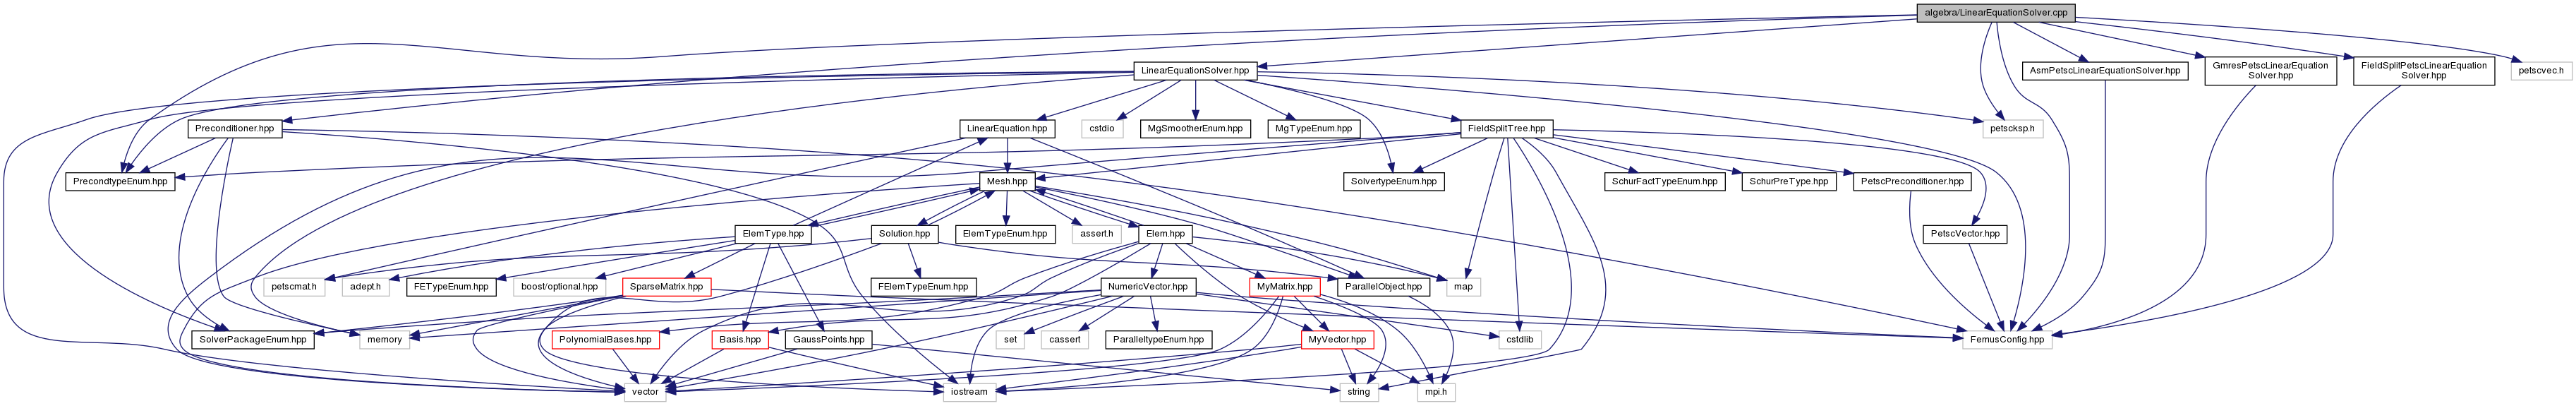 algebra/LinearEquationSolver.cpp
LinearEquationSolver.hpp
AsmPetscLinearEquationSolver.hpp
GmresPetscLinearEquation
Solver.hpp
FieldSplitPetscLinearEquation
Solver.hpp
petscvec.h
Preconditioner.hpp
LinearEquation.hpp
cstdio
MgSmootherEnum.hpp
MgTypeEnum.hpp
FieldSplitTree.hpp
petscksp.h
PrecondtypeEnum.hpp
Mesh.hpp
SolvertypeEnum.hpp
SchurFactTypeEnum.hpp
SchurPreType.hpp
PetscPreconditioner.hpp
ElemType.hpp
Solution.hpp
ElemTypeEnum.hpp
assert.h
Elem.hpp
PetscVector.hpp
petscmat.h
adept.h
FETypeEnum.hpp
boost/optional.hpp
SparseMatrix.hpp
FElemTypeEnum.hpp
NumericVector.hpp
MyMatrix.hpp
ParallelObject.hpp
map
SolverPackageEnum.hpp
memory
PolynomialBases.hpp
Basis.hpp
GaussPoints.hpp
set
cassert
ParalleltypeEnum.hpp
MyVector.hpp
cstdlib
FemusConfig.hpp
vector
iostream
string
mpi.h